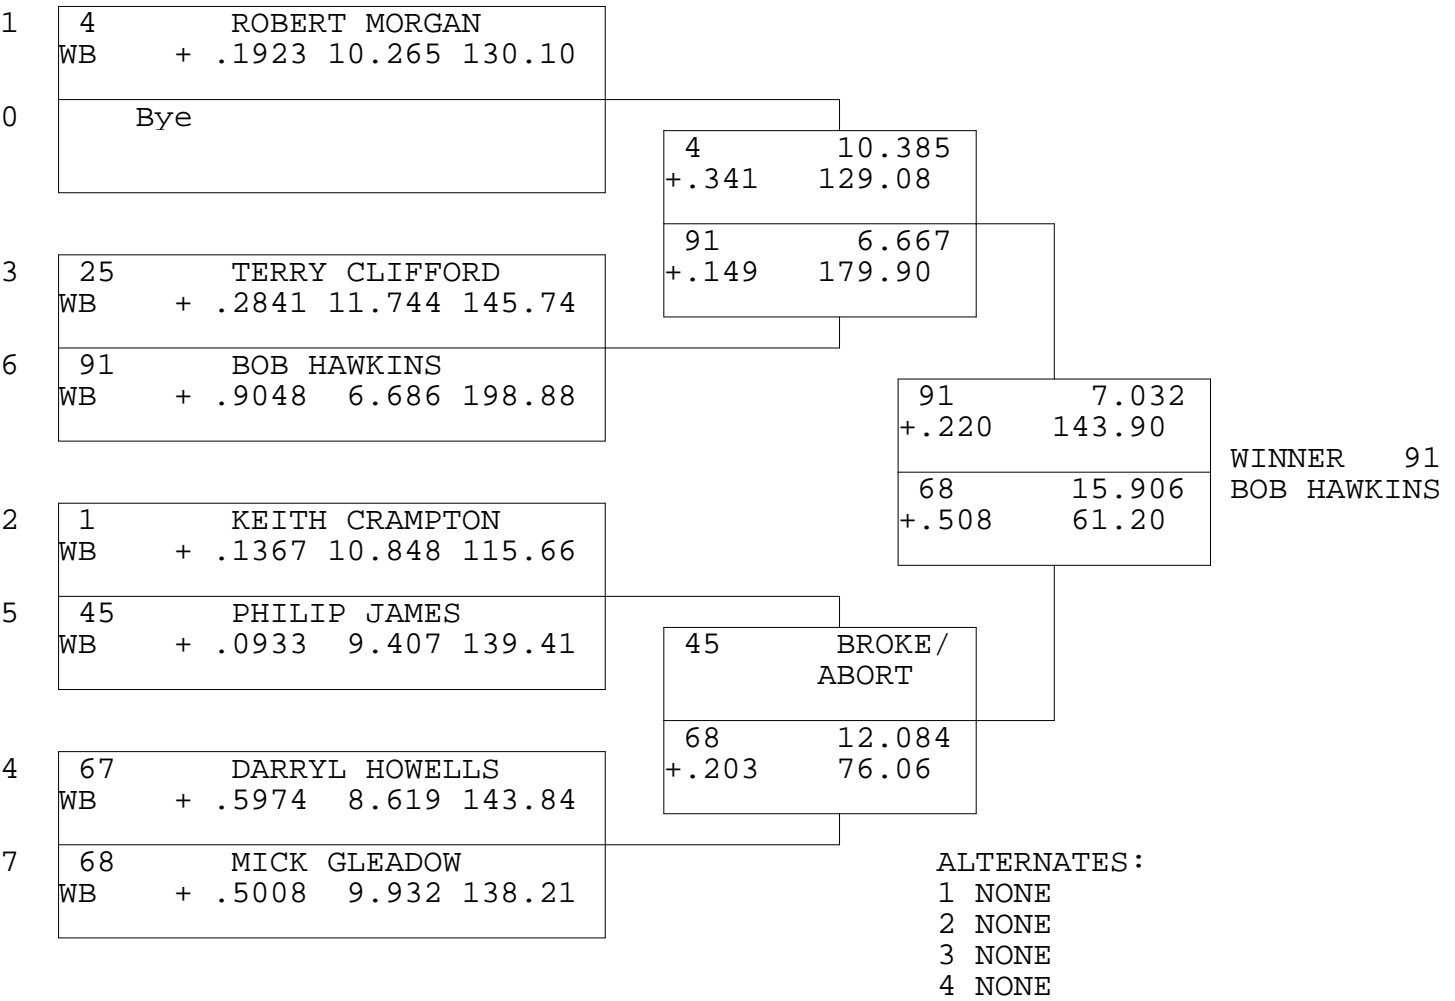 1 4 ROBERT MORGAN
WB + .1923 10.265 130.10
0 Bye
4 10.385
+.341 129.08
91 6.667
+.149 179.90
3 25 TERRY CLIFFORD
WB + .2841 11.744 145.74
6 91 BOB HAWKINS
WB + .9048 6.686 198.88
91 7.032
+.220 143.90
68 15.906
+.508 61.20
WINNER 91
BOB HAWKINS
2 1 KEITH CRAMPTON
WB + .1367 10.848 115.66
5 45 PHILIP JAMES
WB + .0933 9.407 139.41
45 BROKE/
ABORT
68 12.084
+.203 76.06
4 67 DARRYL HOWELLS
WB + .5974 8.619 143.84
7 68 MICK GLEADOW
WB + .5008 9.932 138.21
ALTERNATES:
1 NONE
2 NONE
3 NONE
4 NONE